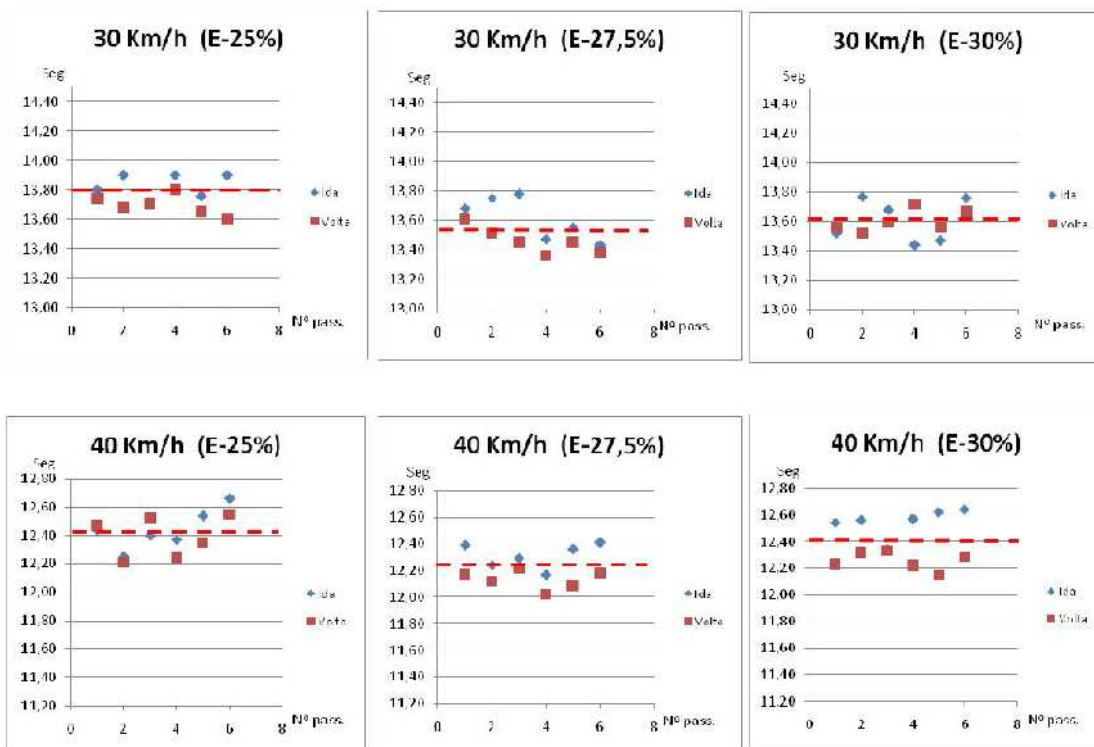 30 Km/h (E-25%)
Seg
14,40
14,20
14,00
13,80
13,60
13,40
13,20
13,00
0 2 4 6 8
Nº pass.
Ida
Volta
30 Km/h (E-27,5%)
Seg
14,40
14,20
14,00
13,80
13,60
13,40
13,20
13,00
0 2 4 6 8
Nº pass.
Ida
Volta
30 Km/h (E-30%)
Seg
14,40
14,20
14,00
13,80
13,60
13,40
13,20
13,00
0 2 4 6 8
Nº pass.
Ida
Volta
40 Km/h (E-25%)
Seg
12,80
12,60
12,40
12,20
12,00
11,80
11,60
11,40
11,20
0 2 4 6 8
Nº pass.
Ida
Volta
40 Km/h (E-27,5%)
Seg
12,80
12,60
12,40
12,20
12,00
11,80
11,60
11,40
11,20
0 2 4 6 8
Nº pass.
Ida
Volta
40 Km/h (E-30%)
Seg
12,80
12,60
12,40
12,20
12,00
11,80
11,60
11,40
11,20
0 2 4 6 8
Nº pass.
Ida
Volta